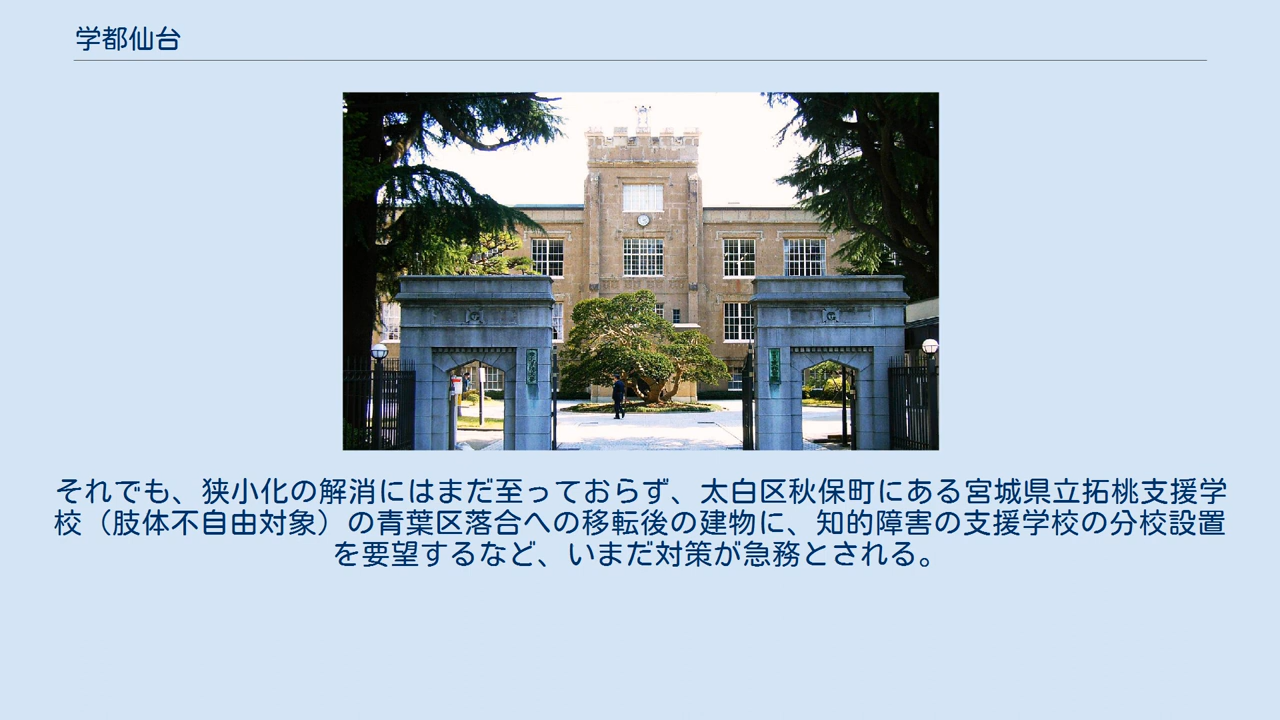 学都仙台
それでも、狭小化の解消にはまだ至っておらず、太白区秋保町にある宮城県立拓桃支援学
校（肢体不自由対象）の青葉区落合への移転後の建物に、知的障害の支援学校の分校設置
を要望するなど、いまだ対策が急務とされる。